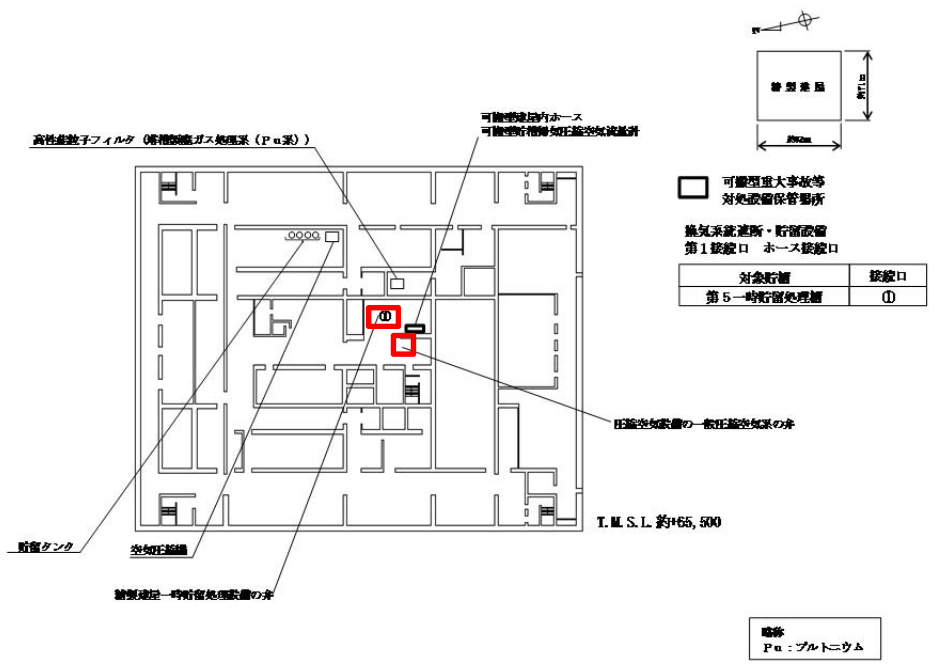 精製建屋
可搬型建屋内ホース
可搬型貯槽掃気圧縮空気流量計
高性能粒子フィルタ（塔槽類廃ガス処理系（Pu系））
可搬型重大事故等
対処設備保管場所
換気系統遮断・貯留設備
第1接続口 ホース接続口
対象貯槽 接続口
第5一時貯留処理槽 ①
①
圧縮空気設備の一般圧縮空気系の弁
T.M.S.L.約+65,500
貯留タンク
空気圧縮機
精製建屋一時貯留処理設備の弁
略称
Pu：プルトニウム